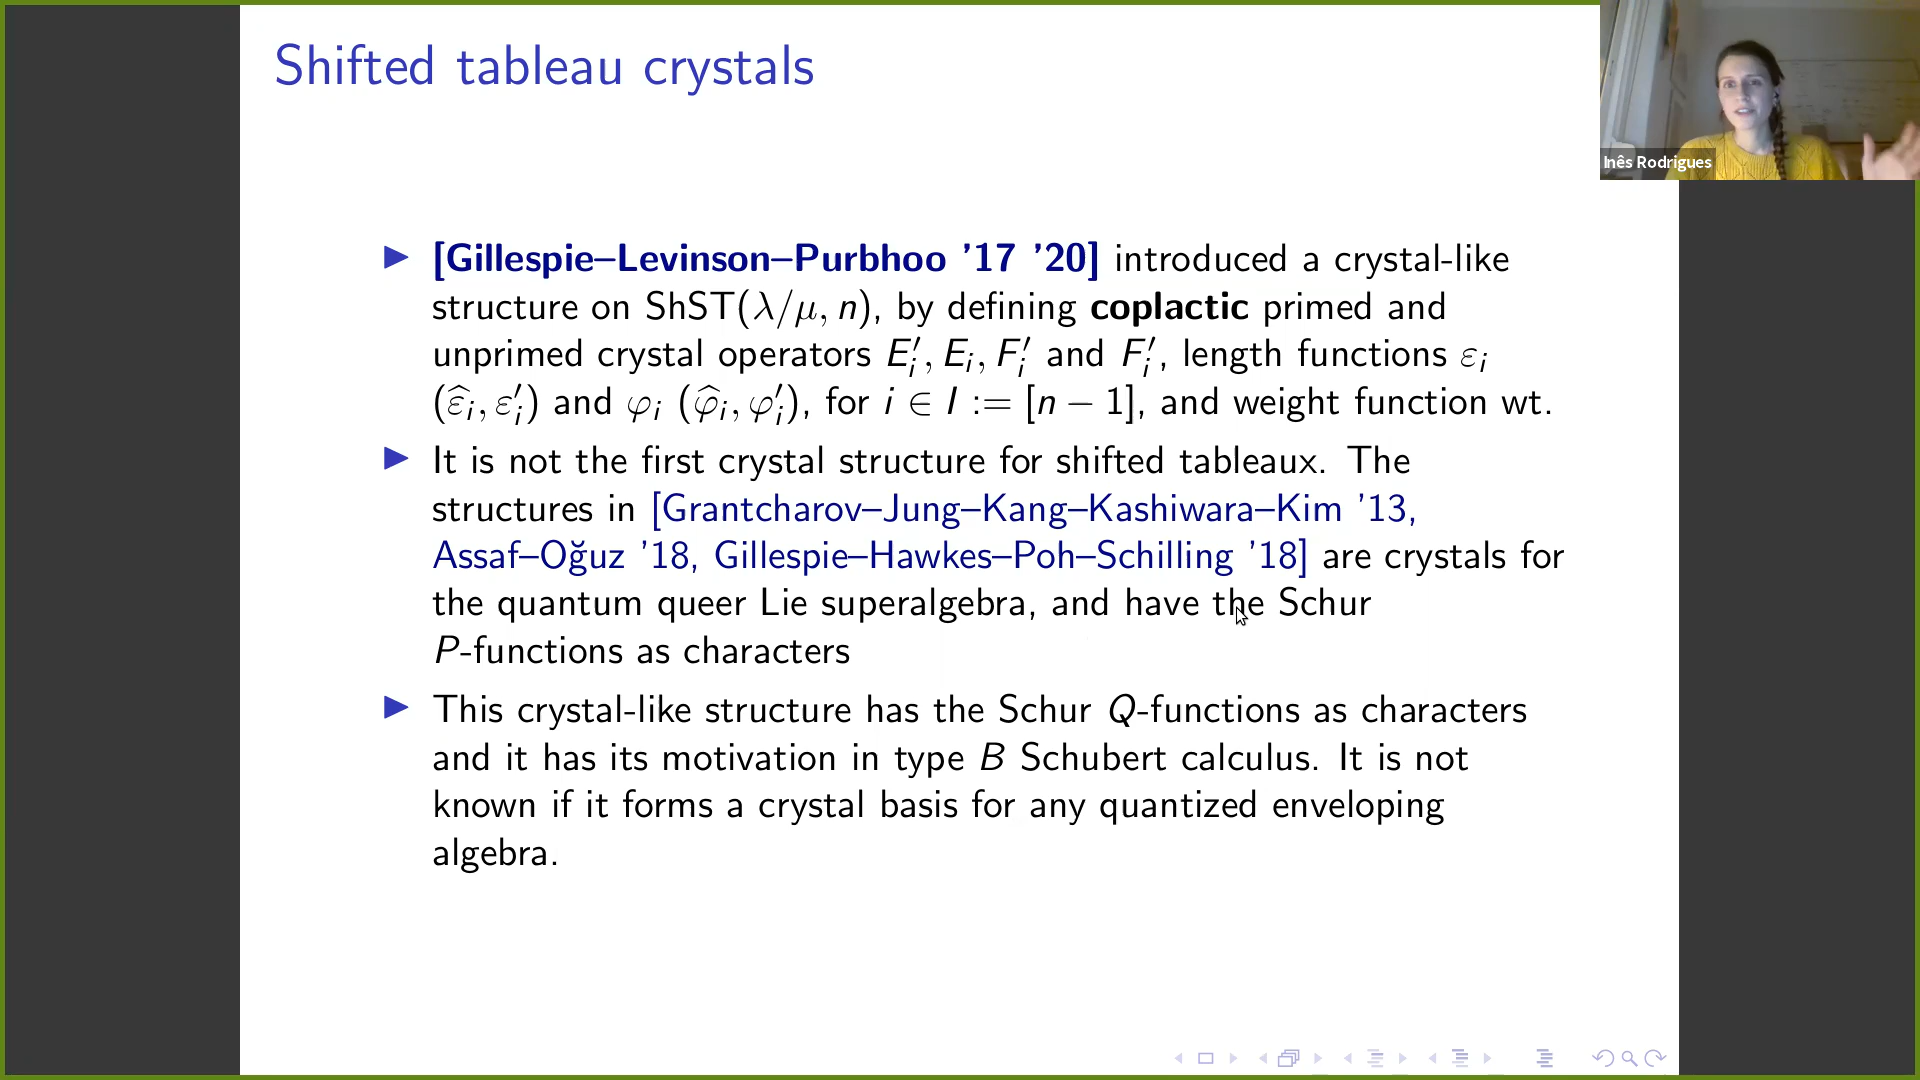 Shifted tableau crystals
Inês Rodrigues
▶ [Gillespie–Levinson–Purbhoo ’17 ’20] introduced a crystal-like
structure on ShST(λ/μ, n), by defining coplactic primed and
unprimed crystal operators E′ᵢ, Eᵢ, F′ᵢ and F′ᵢ, length functions εᵢ
(ε̂ᵢ, ε′ᵢ) and φᵢ (φ̂ᵢ, φ′ᵢ), for i ∈ I := [n − 1], and weight function wt.
▶ It is not the first crystal structure for shifted tableaux. The
structures in [Grantcharov–Jung–Kang–Kashiwara–Kim ’13,
Assaf–Oğuz ’18, Gillespie–Hawkes–Poh–Schilling ’18] are crystals for
the quantum queer Lie superalgebra, and have the Schur
P-functions as characters
▶ This crystal-like structure has the Schur Q-functions as characters
and it has its motivation in type B Schubert calculus. It is not
known if it forms a crystal basis for any quantized enveloping
algebra.